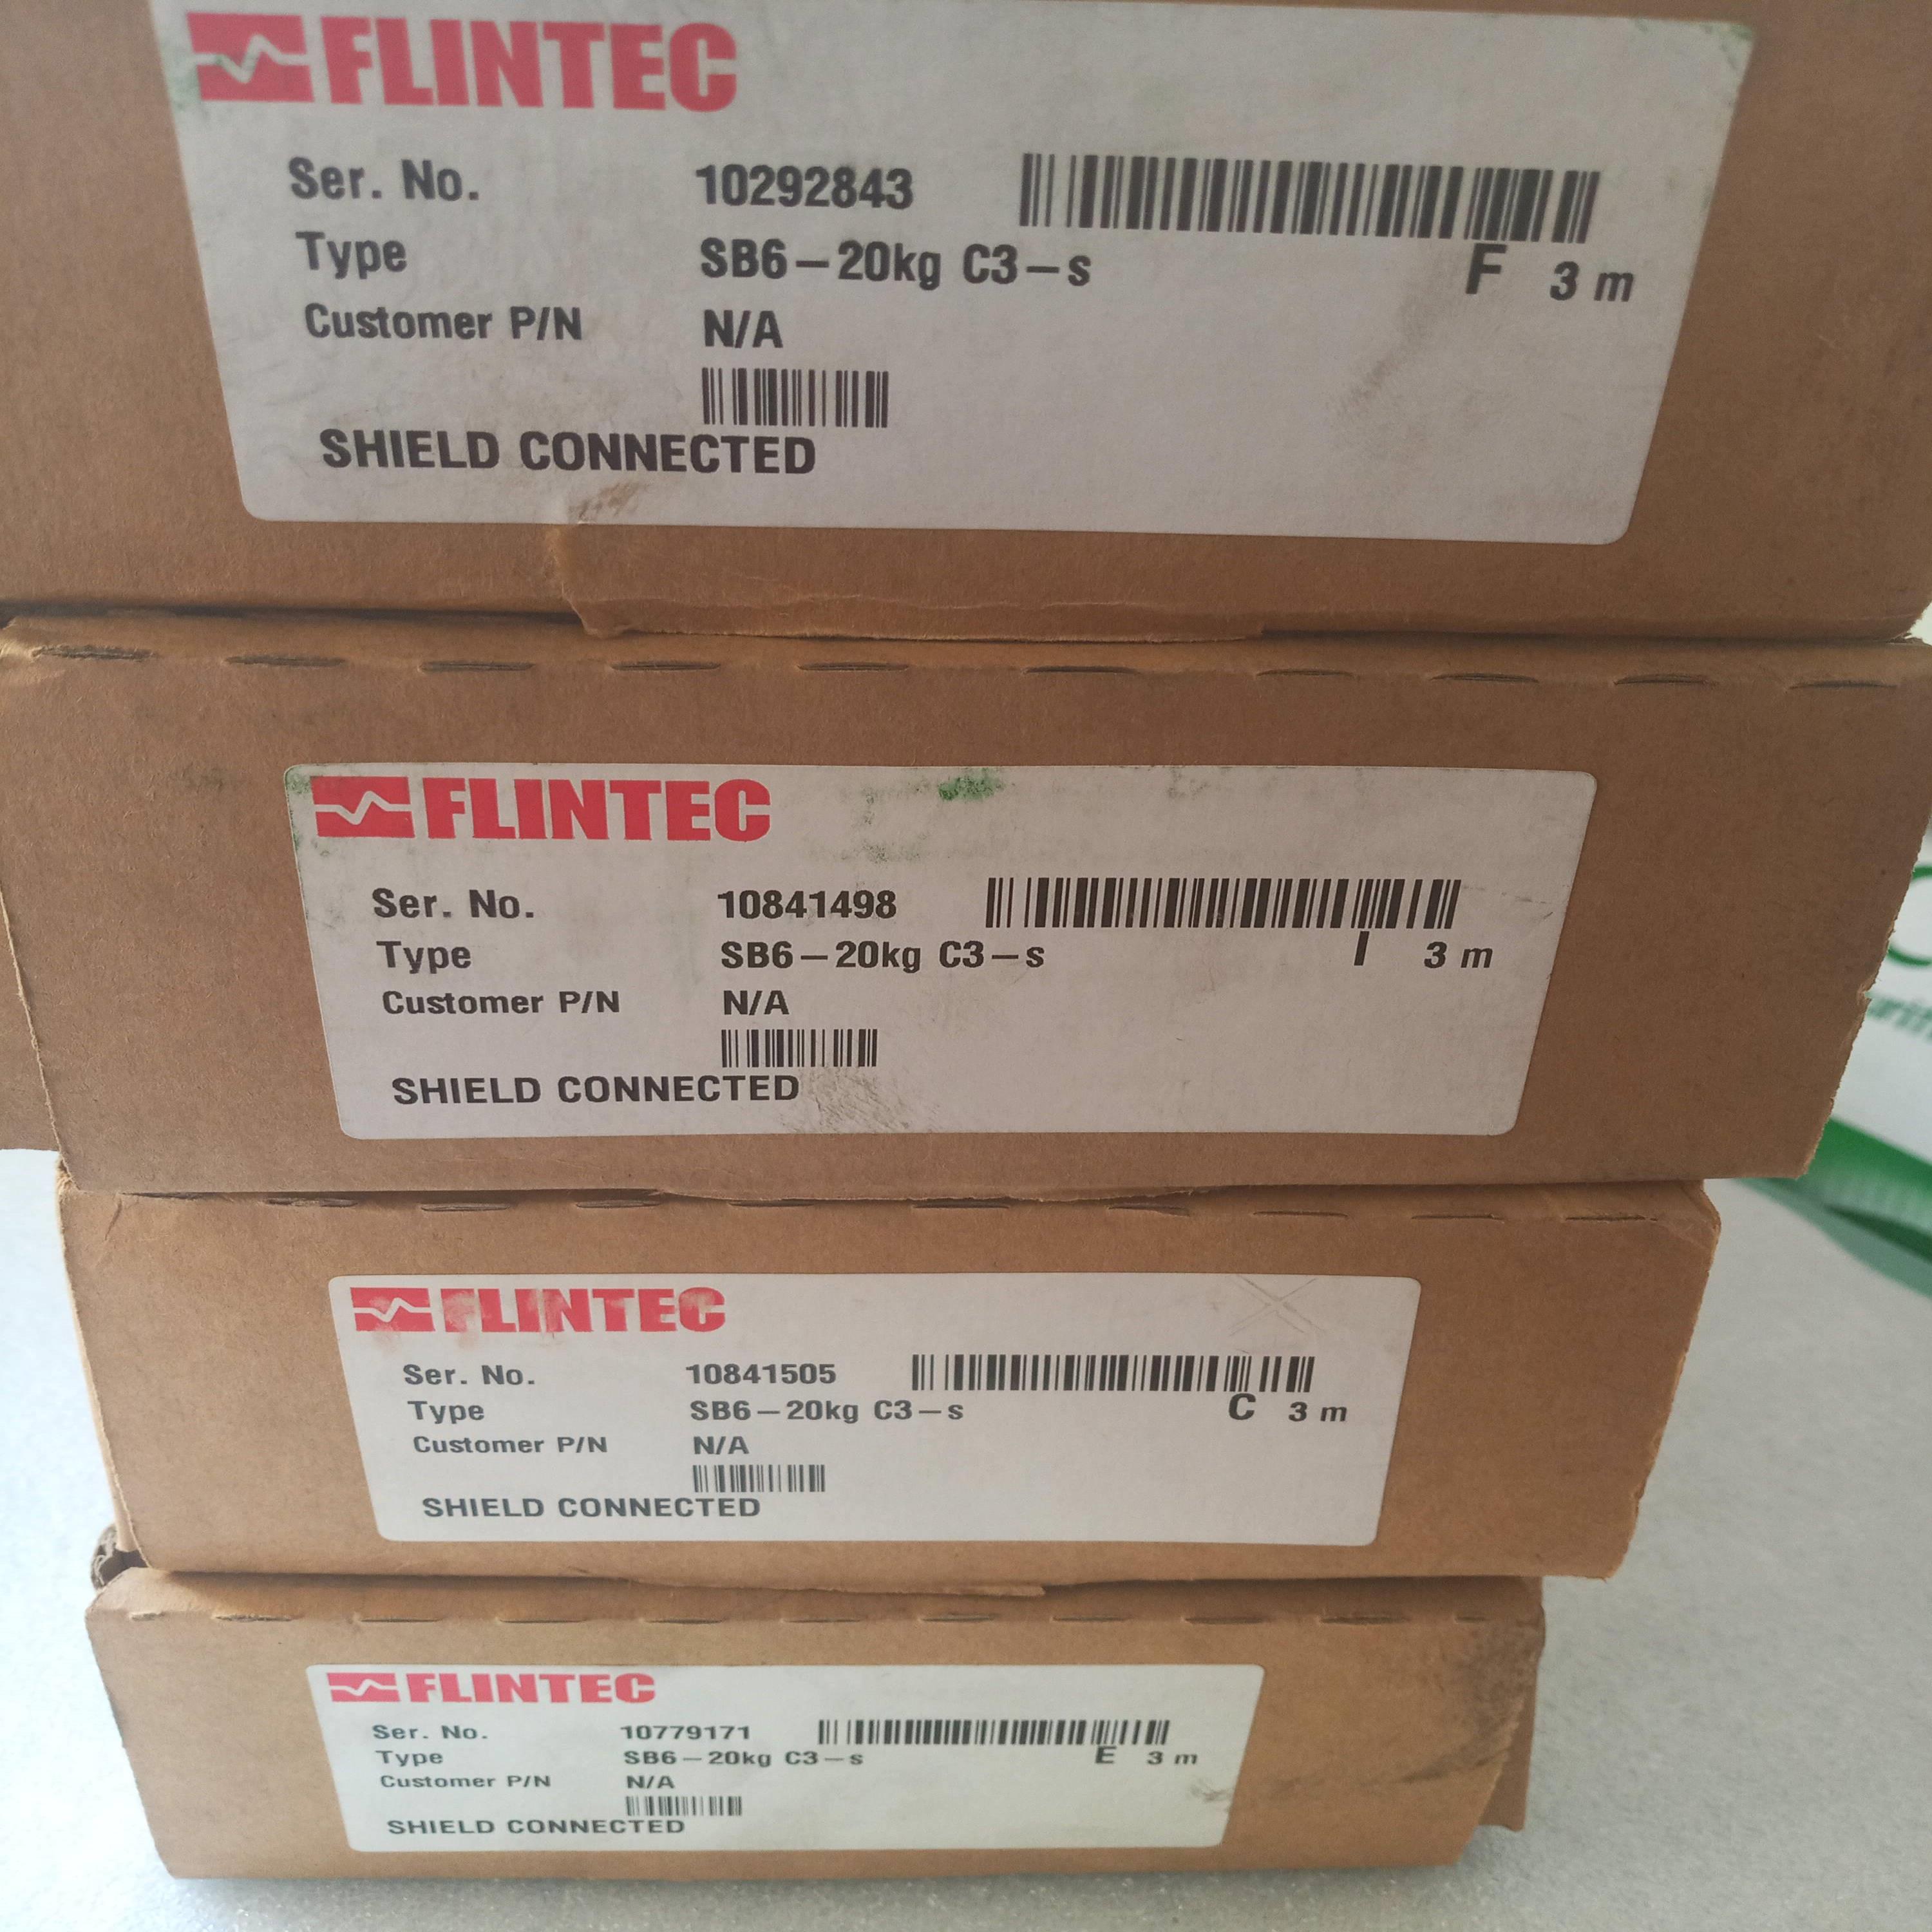 FLINTEC
Ser. No. 10292843
Type SB6-20kg C3-s F 3 m
Customer P/N N/A
SHIELD CONNECTED
FLINTEC
Ser. No. 10841498
Type SB6-20kg C3-s I 3 m
Customer P/N N/A
SHIELD CONNECTED
FLINTEC
Ser. No. 10841505
Type SB6-20kg C3-s C 3 m
Customer P/N N/A
SHIELD CONNECTED
FLINTEC
Ser. No. 10779171
Type SB6-20kg C3-s E 3 m
Customer P/N N/A
SHIELD CONNECTED